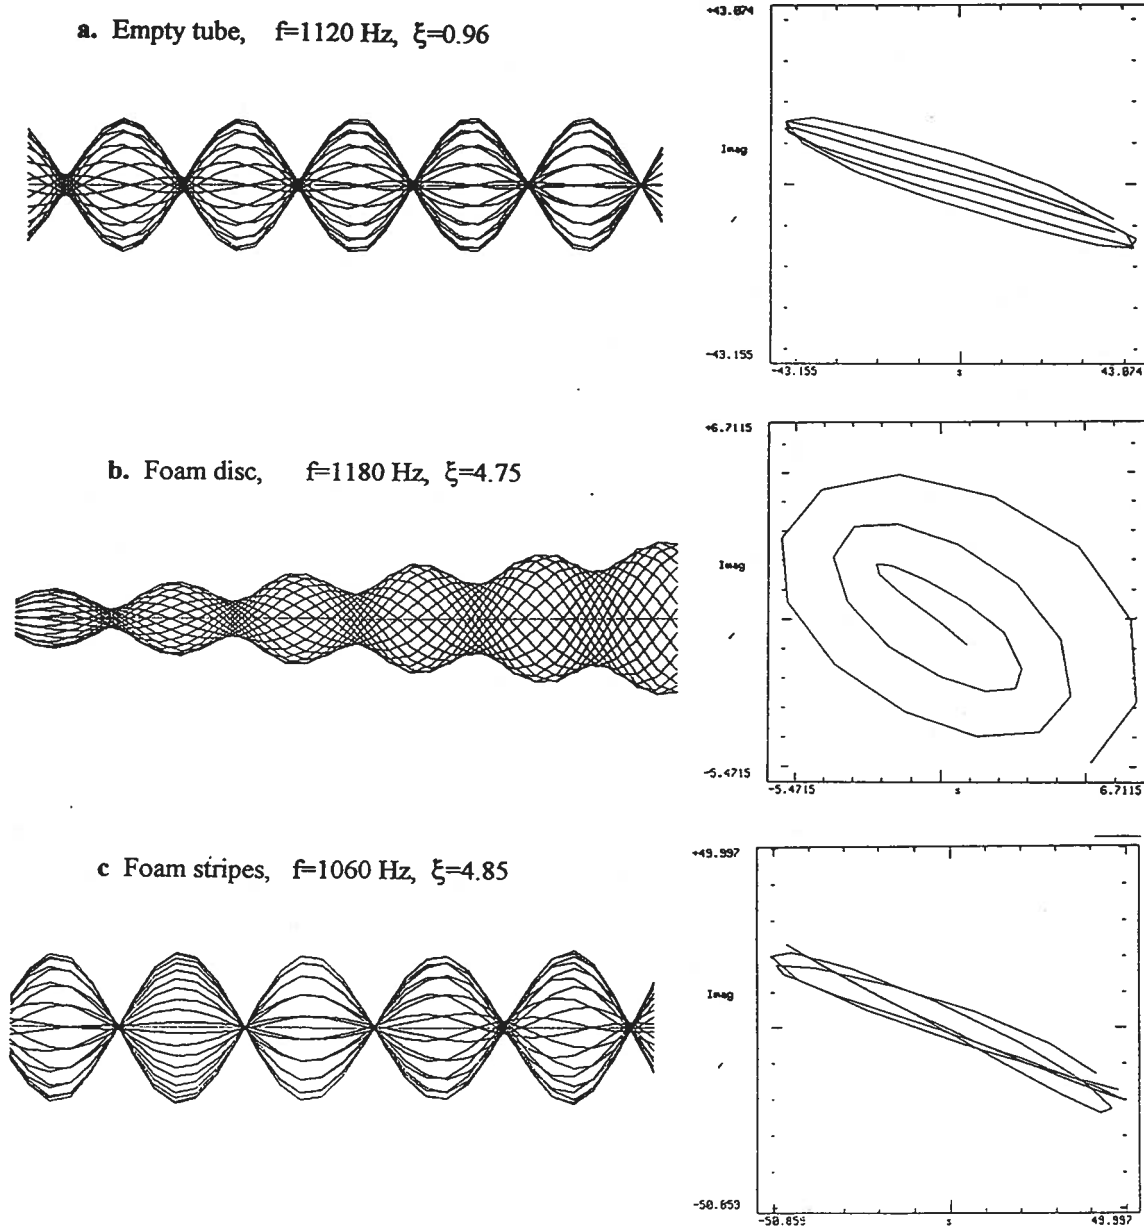 a. Empty tube, f=1120 Hz, ξ=0.96
+43.874
Imag
-43.155
-43.155
s
43.874
b. Foam disc, f=1180 Hz, ξ=4.75
+6.7115
Imag
-5.4715
-5.4715
s
6.7115
c Foam stripes, f=1060 Hz, ξ=4.85
+49.997
Imag
-50.859
s
49.997